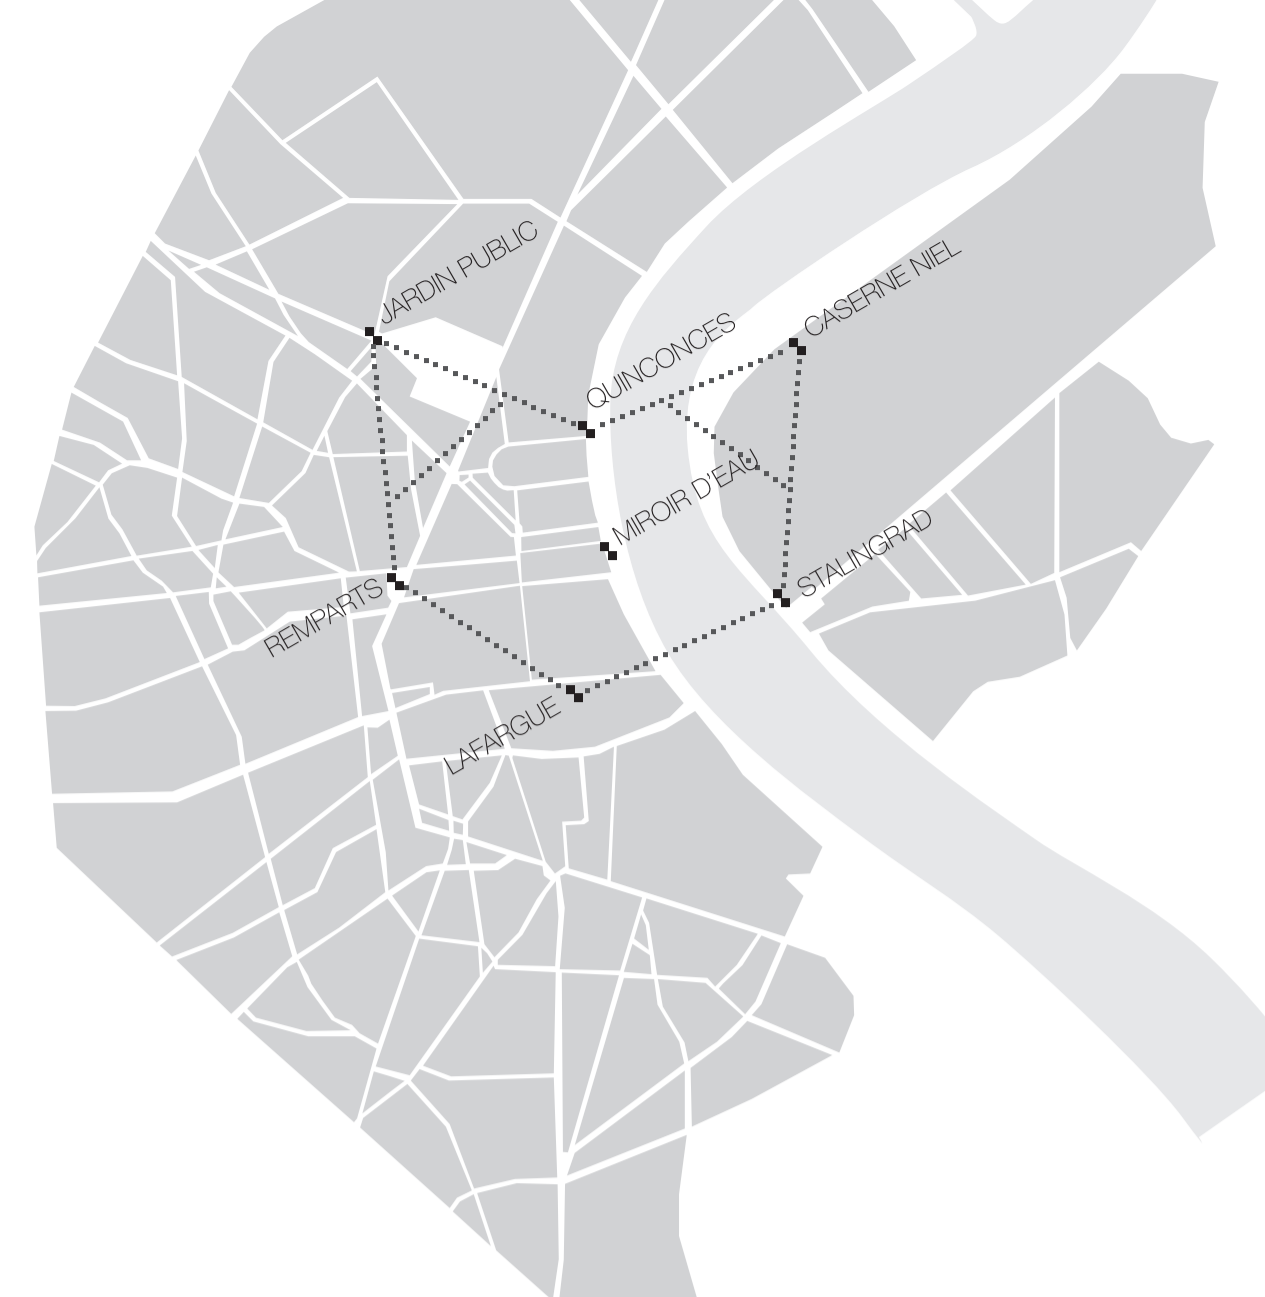 JARDIN PUBLIC
CASERNE NIEL
QUINCONCES
MIROIR D'EAU
STALINGRAD
REMPARTS
LAFARGUE